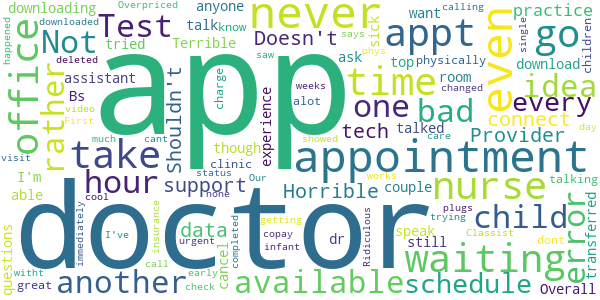 downloading
downloaded
Overpriced
anyone
happened
Test
never
appt
talk
know
calling
want
practice
says
children
Not
deleted
tried
Terrible
Doesn't
ask
sick
top
physically
single
go
office
app
even
assistant
Bs
rather
Shouldn't
charge
saw
phys
room
download
time
one
bad
idea
every
video
First
weeks
alot
changed
experience
tech
talked
care
Provider
connect
day
much
cant
though
take
clinic
showed
appointment
visit
I'm
able
hour
support
status
none
Our
Horrible
couple
works
nurse
error
cool
doctor
plugs
talking
child
transferred
trying
questions
immediately
I've
data
insurance
urgent
cancel
completed
getting
copay
infant
dr
Ridiculous
speak
still
Classist
dont
witht
great
another
call
early
check
available
waiting
schedule
Overall